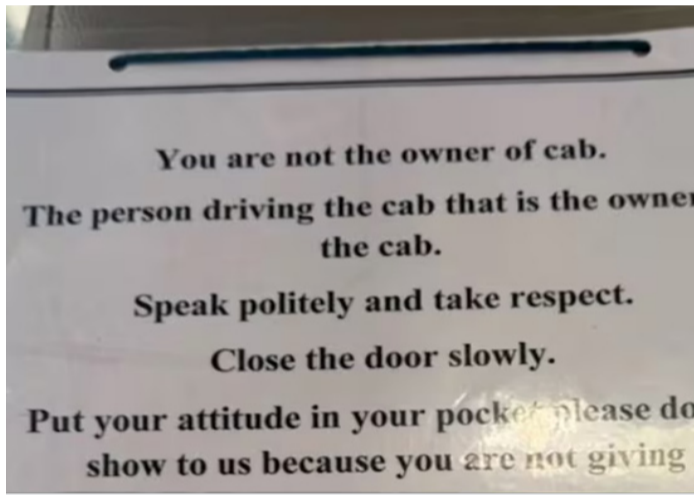 You are not the owner of cab.
The person driving the cab that is the owner
the cab.
Speak politely and take respect.
Close the door slowly.
Put your attitude in your pocket please do
show to us because you are not giving